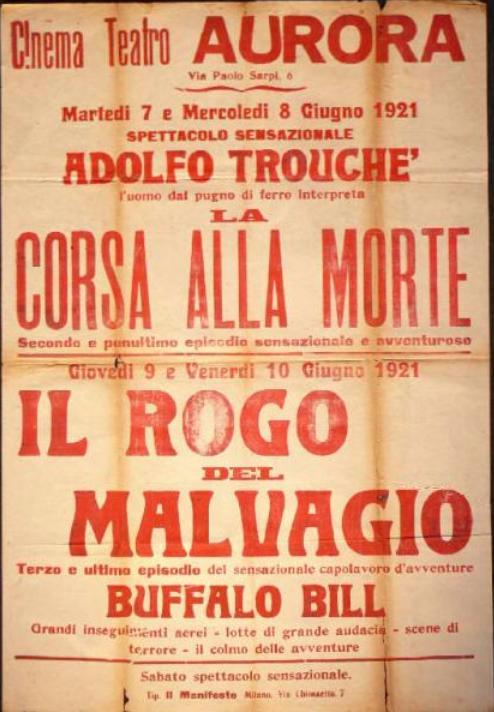 Cinema Teatro AURORA
Via Paolo Sarpi, 6
Martedì 7 e Mercoledì 8 Giugno 1921
SPETTACOLO SENSAZIONALE
ADOLFO TROUCHÈ
l'uomo dal pugno di ferro interpreta
LA
CORSA ALLA MORTE
Secondo e penultimo episodio sensazionale e avventuroso
Giovedì 9 e Venerdì 10 Giugno 1921
IL ROGO
DEL
MALVAGIO
Terzo e ultimo episodio del sensazionale capolavoro d'avventure
BUFFALO BILL
Grandi inseguimenti aerei - lotte di grande audacia - scene di
terrore - il colmo delle avventure
Sabato spettacolo sensazionale.
Tip. Il Manifesto Milano, Via 7